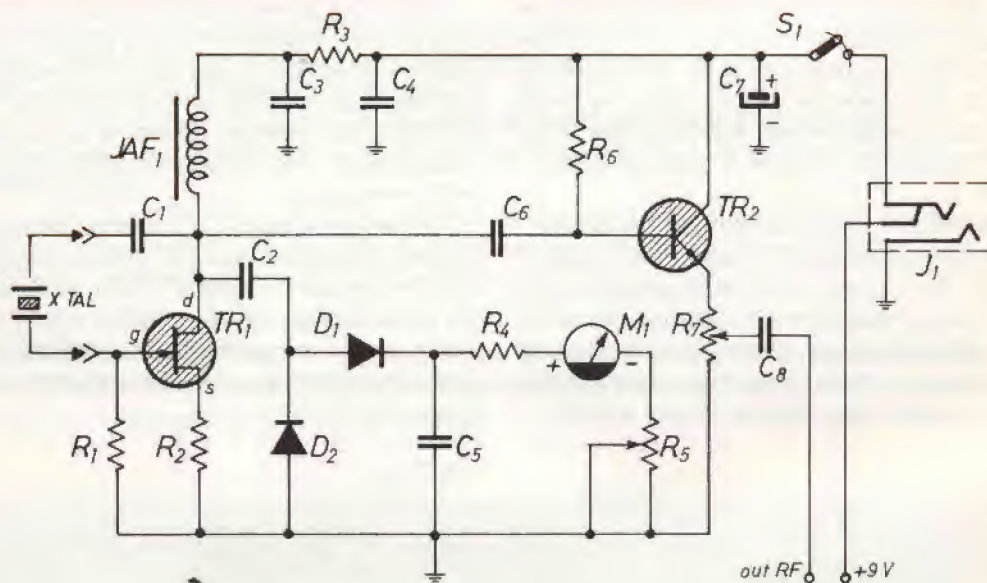 R3
S1
C3
C4
C7
+
-
JAF1
R6
TR2
C1
C6
C2
J1
X TAL
d
TR1
g
D1
R4
M1
R7
s
+
-
C8
R1
R2
D2
C5
R5
out RF
+9V